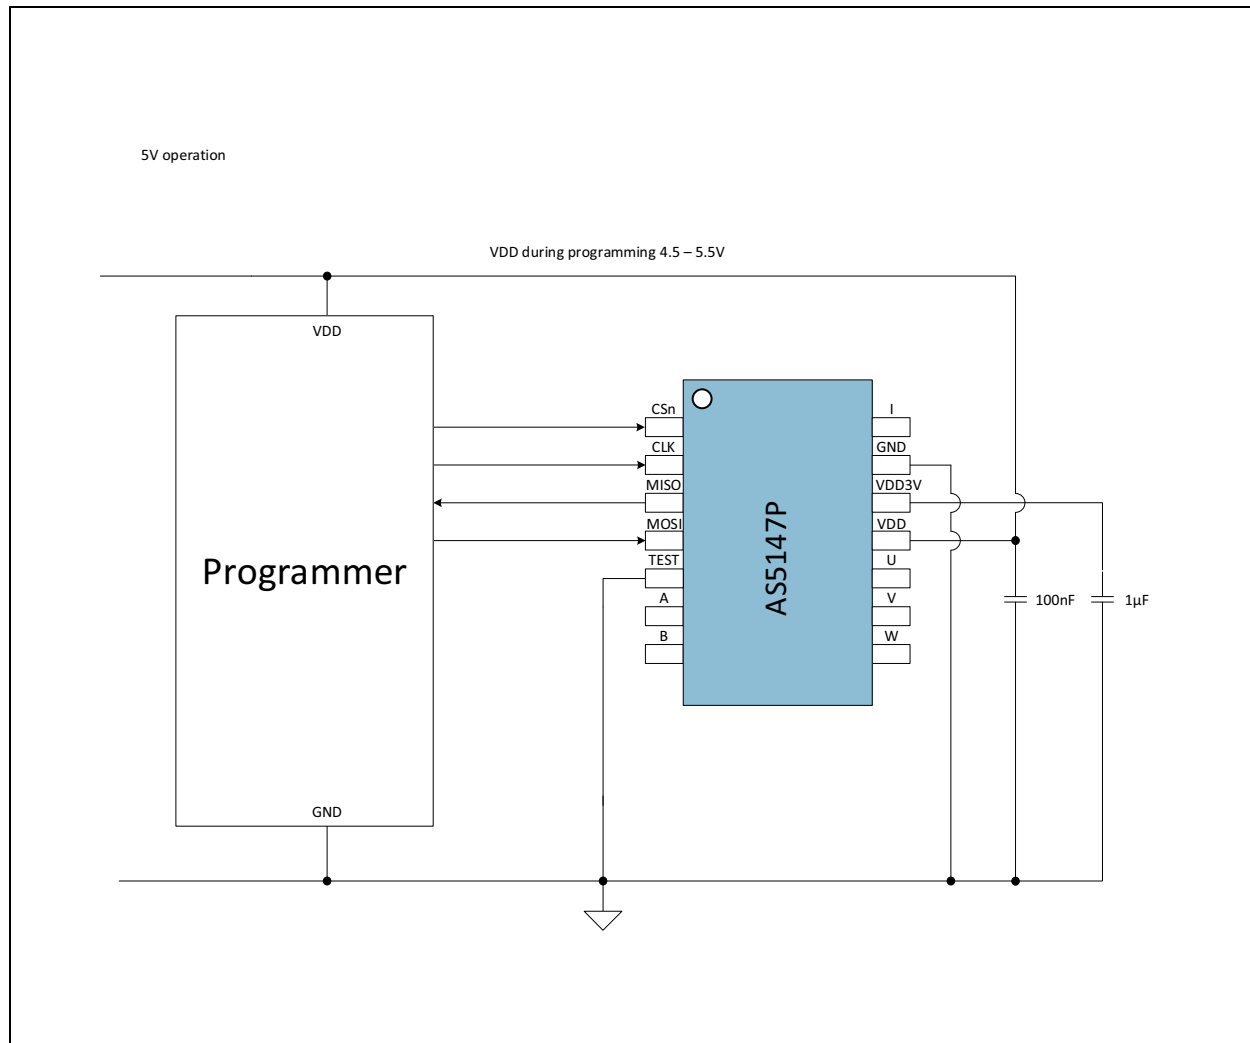 5V operation
VDD during programming 4.5 – 5.5V
VDD
Programmer
GND
CSn
CLK
MISO
MOSI
TEST
A
B
AS5147P
I
GND
VDD3V
VDD
U
V
W
100nF
1µF